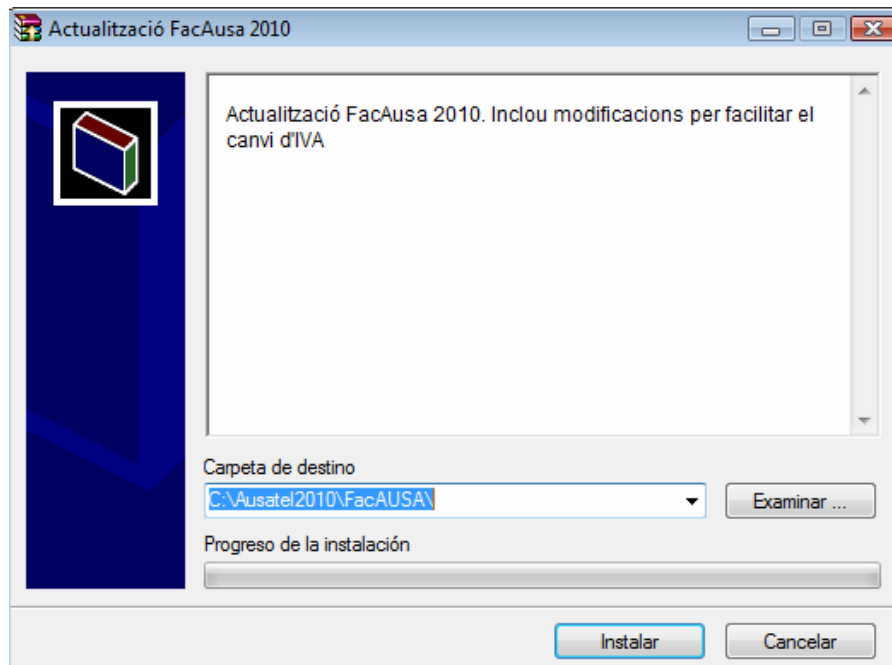 Actualització FacAusa 2010
Actualització FacAusa 2010. Inclou modificacions per facilitar el
canvi d'IVA
Carpeta de destino
C:\Ausatel2010\FacAUSA\
Examinar ...
Progreso de la instalación
Instalar
Cancelar